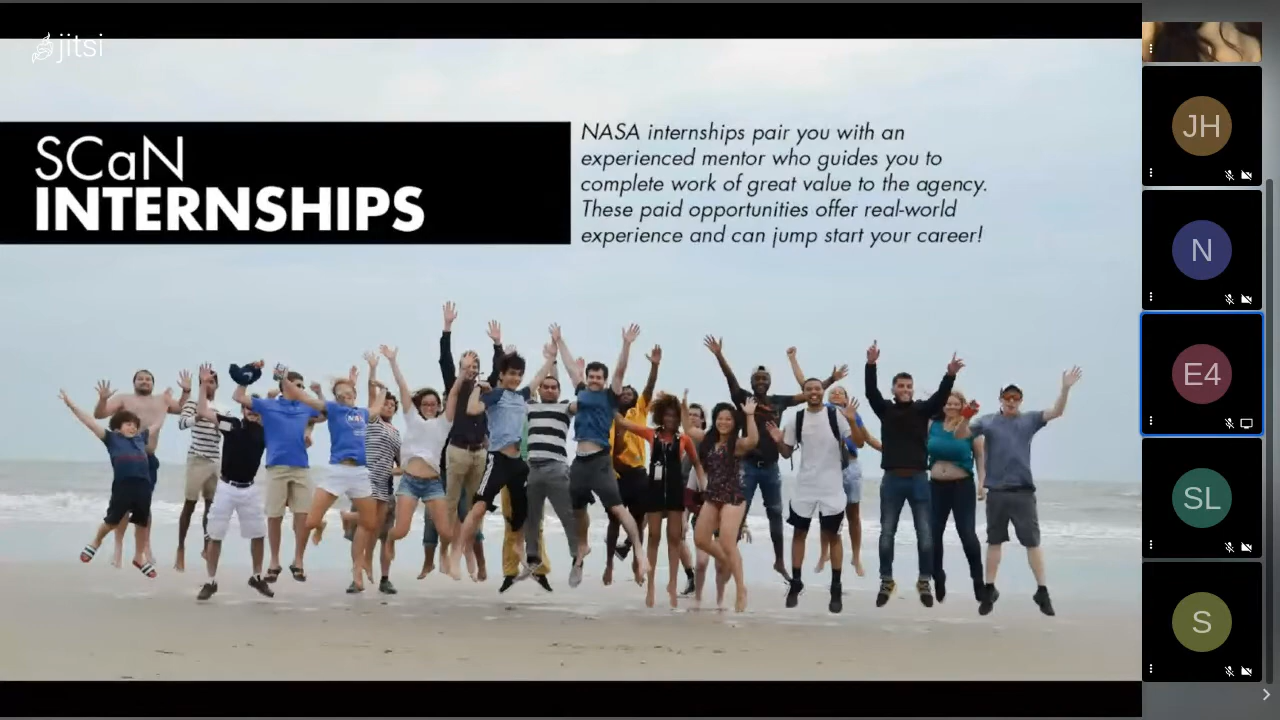 jitsi
SCaN
INTERNSHIPS
NASA internships pair you with an
experienced mentor who guides you to
complete work of great value to the agency.
These paid opportunities offer real-world
experience and can jump start your career!
JH
N
E4
SL
S